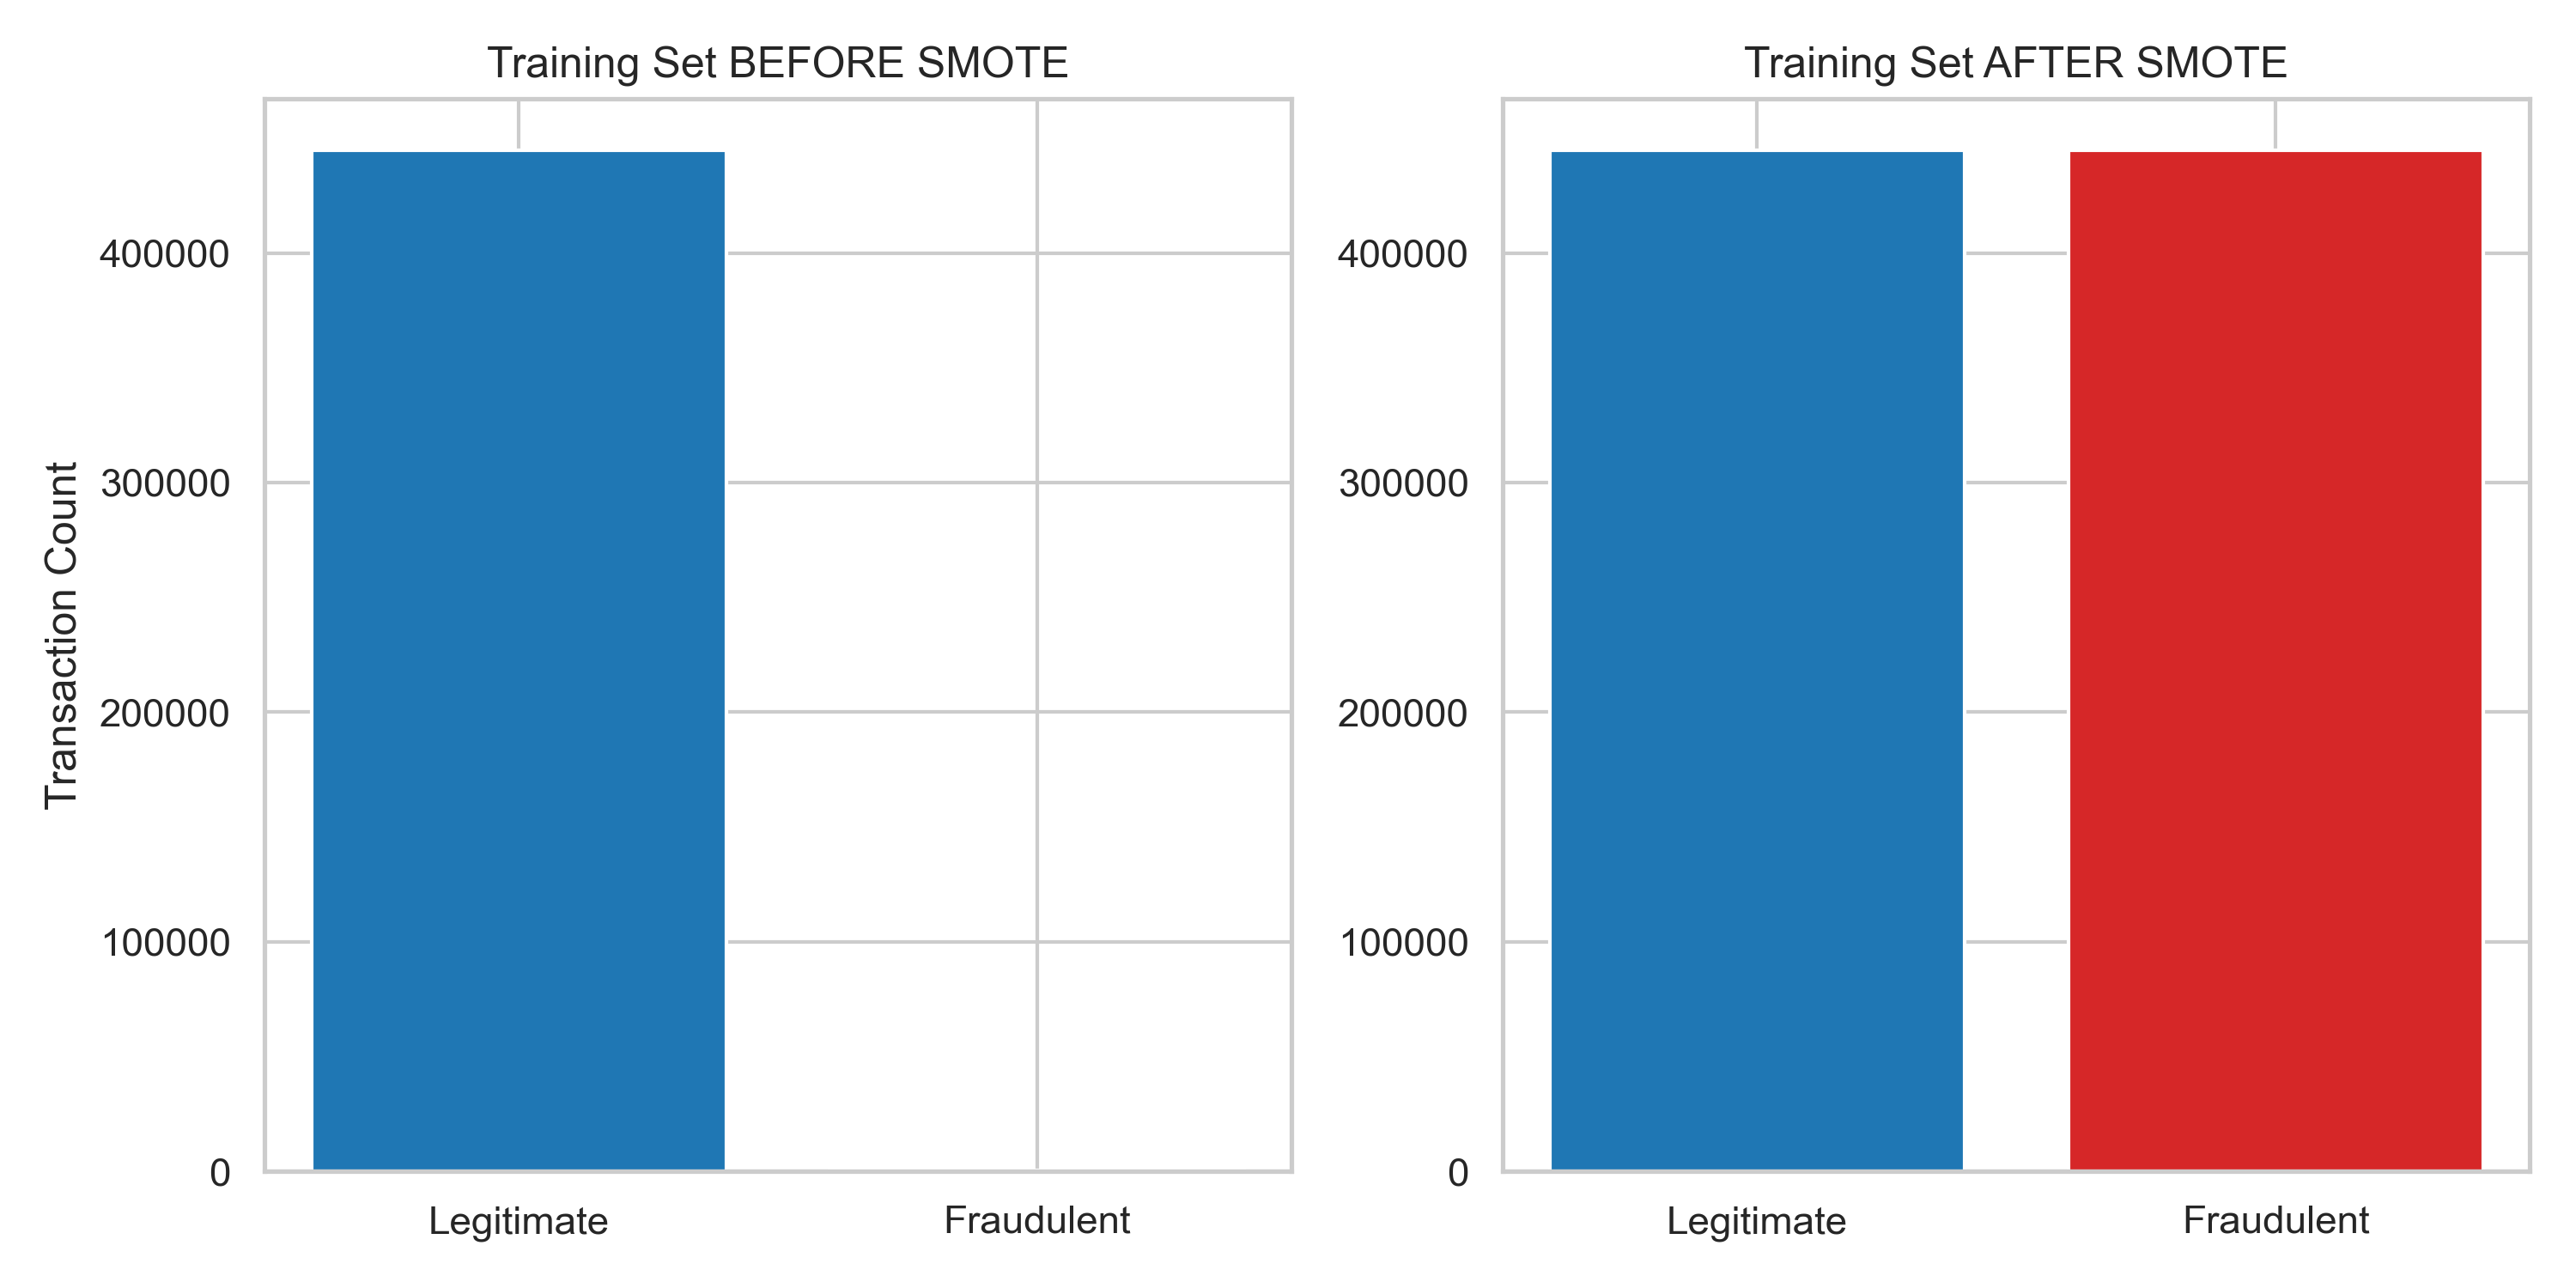 Training Set BEFORE SMOTE
Transaction Count
400000
300000
200000
100000
0
Legitimate
Fraudulent
Training Set AFTER SMOTE
400000
300000
200000
100000
0
Legitimate
Fraudulent